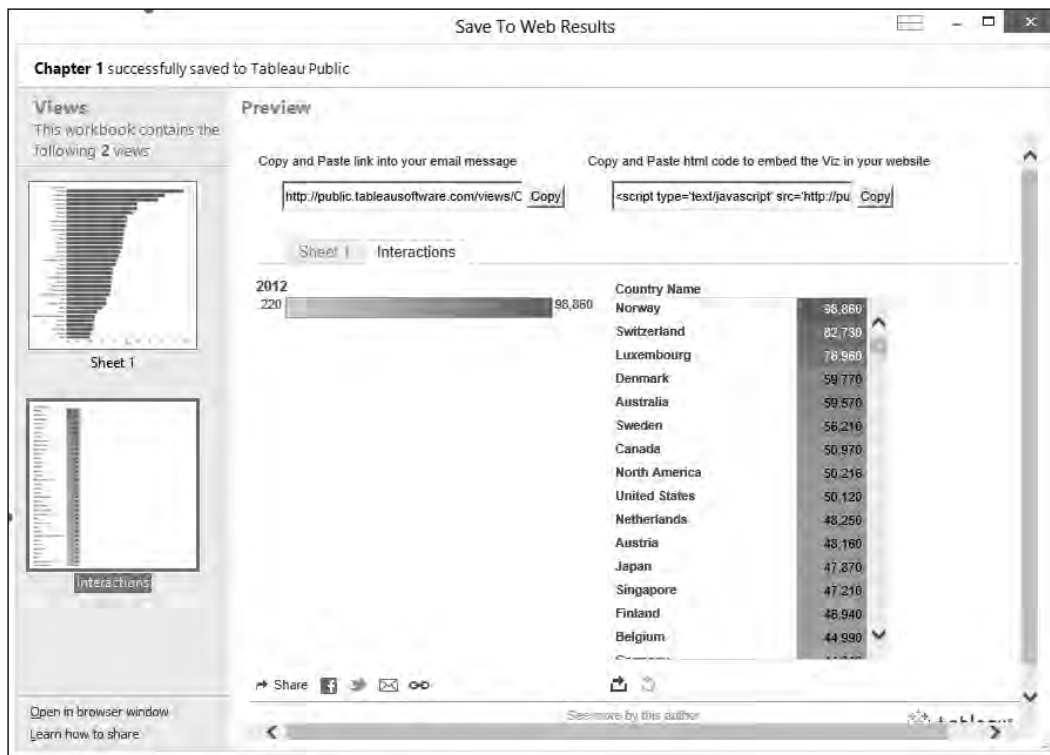 Save To Web Results
Chapter 1 successfully saved to Tableau Public
Views
This workbook contains the
following 2 views
Sheet 1
Interactions
Open in browser window
Learn how to share
Preview
Copy and Paste link into your email message
http://public.tableausoftware.com/views/C Copy
Copy and Paste html code to embed the Viz in your website
<script type='text/javascript' src='http://pu Copy
Sheet 1 Interactions
2012
220 98,860
Country Name
Norway 98,860
Switzerland 82,730
Luxembourg 76,960
Denmark 59,770
Australia 59,570
Sweden 56,210
Canada 50,970
North America 50,216
United States 50,120
Netherlands 48,250
Austria 48,160
Japan 47,870
Singapore 47,210
Finland 46,940
Belgium 44,990
Share
See more by this author